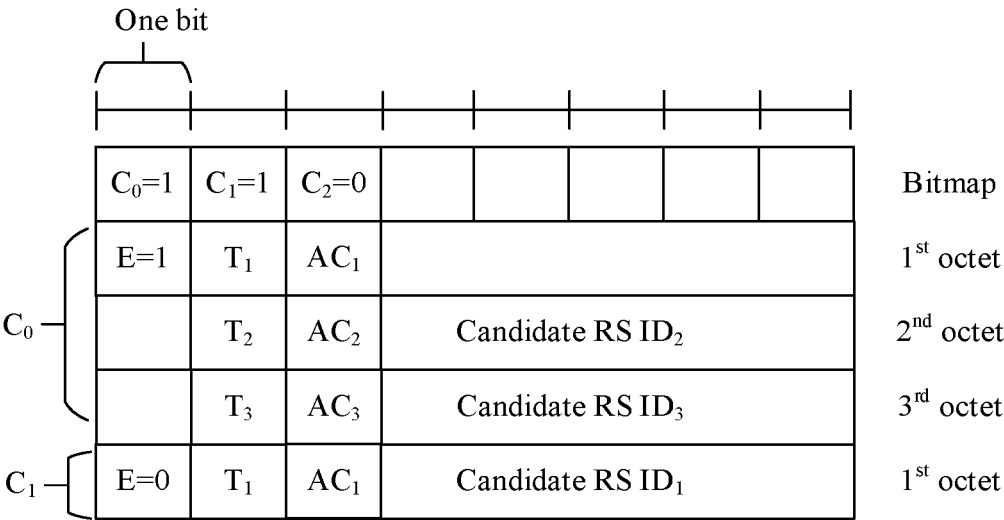 One bit
C₀=1 C₁=1 C₂=0 Bitmap
E=1 T₁ AC₁ 1ˢᵗ octet
C₀ T₂ AC₂ Candidate RS ID₂ 2ⁿᵈ octet
T₃ AC₃ Candidate RS ID₃ 3ʳᵈ octet
C₁ E=0 T₁ AC₁ Candidate RS ID₁ 1ˢᵗ octet